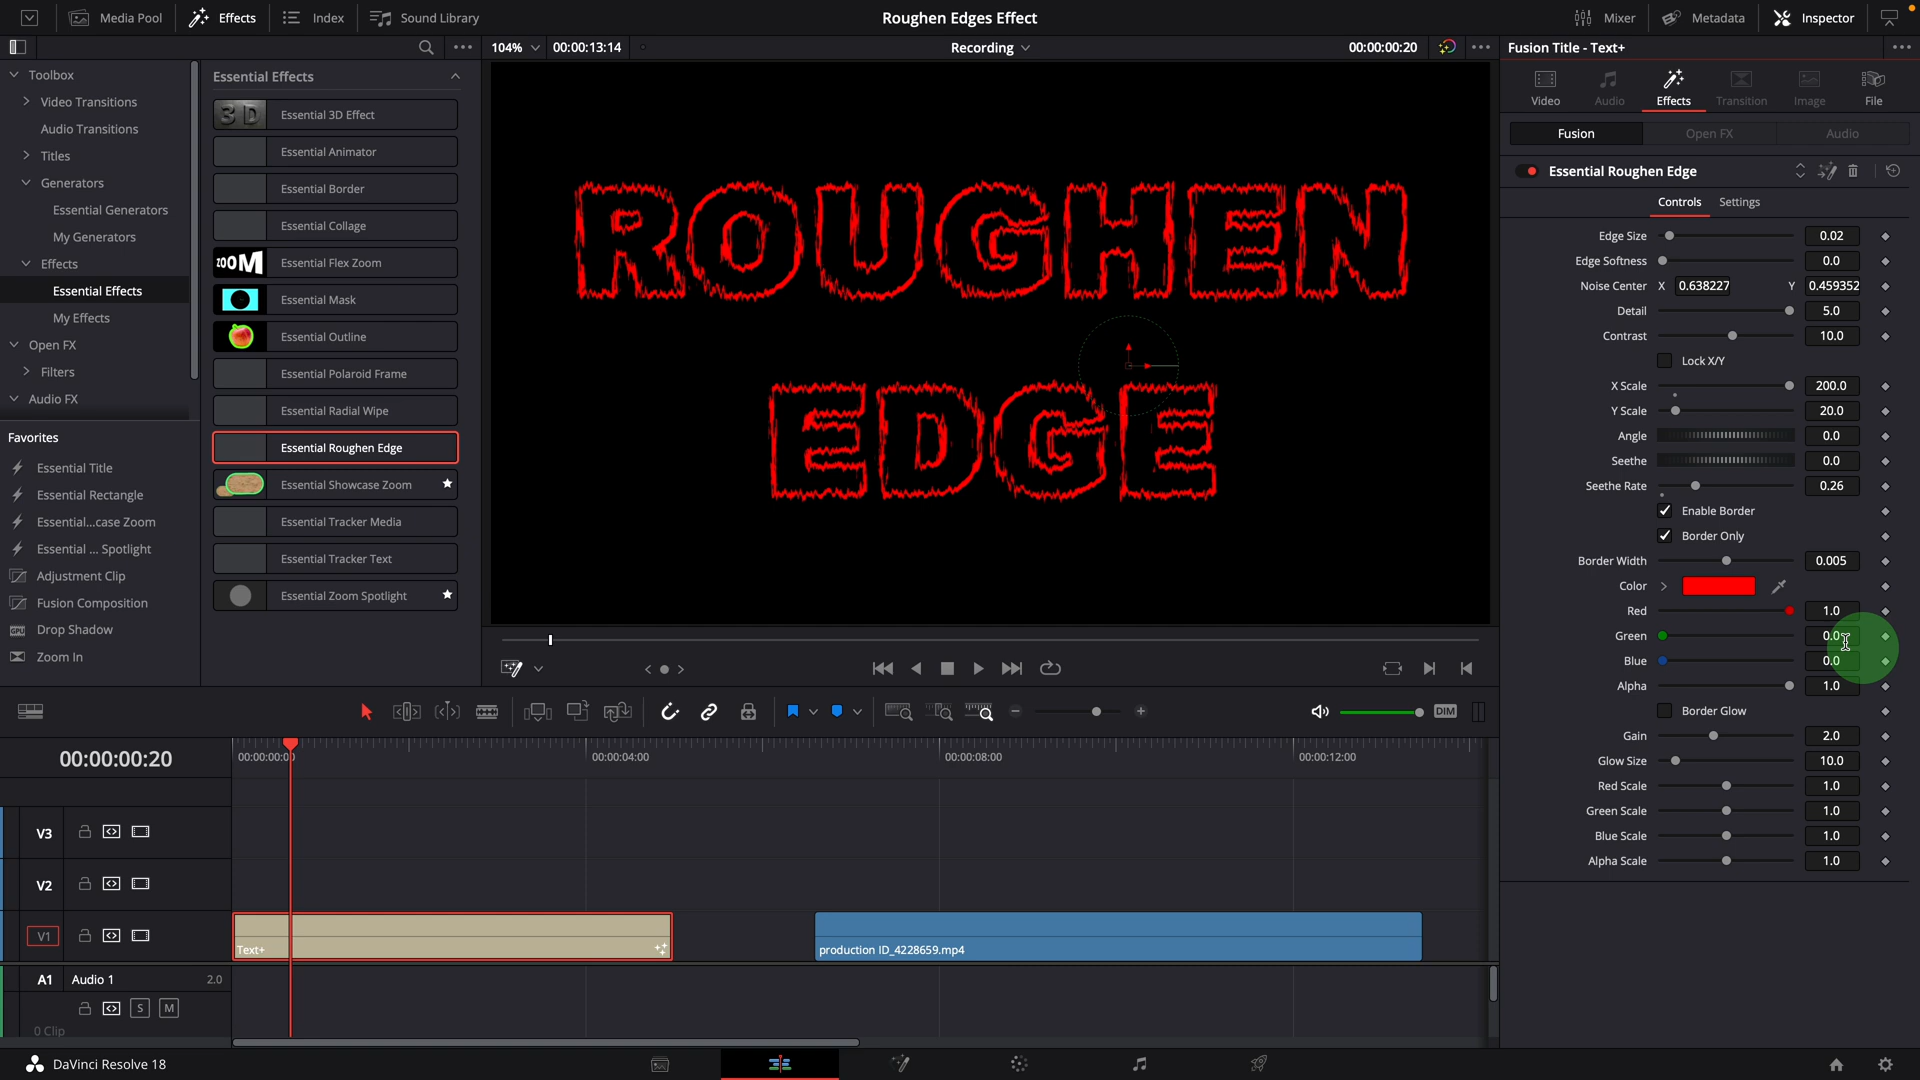 Media Pool
Effects
Index
Sound Library
Roughen Edges Effect
Mixer
Metadata
Inspector
104%
00:00:13:14
Recording
00:00:00:20
Fusion Title - Text+
Toolbox
Video Transitions
Audio Transitions
Titles
Generators
Essential Generators
My Generators
Effects
Essential Effects
My Effects
Open FX
Filters
Audio FX
Favorites
Essential Title
Essential Rectangle
Essential...case Zoom
Essential ... Spotlight
Adjustment Clip
Fusion Composition
Drop Shadow
Zoom In
Essential Effects
3D Essential 3D Effect
Essential Animator
Essential Border
Essential Collage
ZOOM Essential Flex Zoom
Essential Mask
Essential Outline
Essential Polaroid Frame
Essential Radial Wipe
Essential Roughen Edge
Essential Showcase Zoom
Essential Tracker Media
Essential Tracker Text
Essential Zoom Spotlight
ROUGHEN
EDGE
Video
Audio
Effects
Transition
Image
File
Fusion
Open FX
Audio
Essential Roughen Edge
Controls
Settings
Edge Size 0.02
Edge Softness 0.0
Noise Center X 0.638227 Y 0.459352
Detail 5.0
Contrast 10.0
Lock X/Y
X Scale 200.0
Y Scale 20.0
Angle 0.0
Seethe 0.0
Seethe Rate 0.26
Enable Border
Border Only
Border Width 0.005
Color
Red 1.0
Green 0.0
Blue 0.0
Alpha 1.0
Border Glow
Gain 2.0
Glow Size 10.0
Red Scale 1.0
Green Scale 1.0
Blue Scale 1.0
Alpha Scale 1.0
DIM
00:00:00:20
00:00:00:0
00:00:04:00
00:00:08:00
00:00:12:00
V3
V2
V1
Text+
production ID_4228659.mp4
A1 Audio 1 2.0
S M
0 Clip
DaVinci Resolve 18